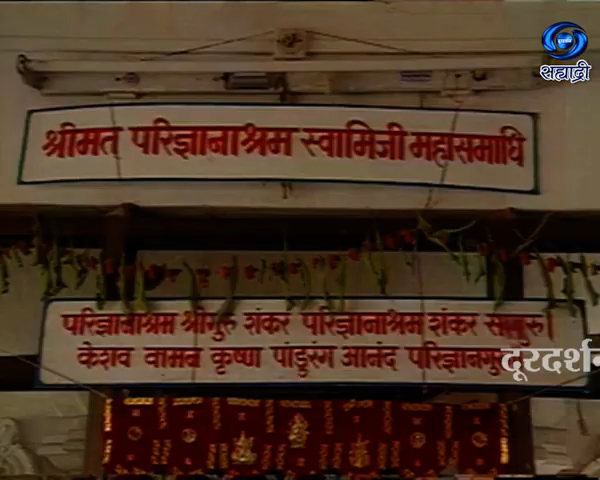 सह्याद्री
श्रीमत् परिज्ञानाश्रम स्वामिजी महासमाधि
परिज्ञानाश्रम श्रीगुरु शंकर परिज्ञानाश्रम शंकर सद्गुरु।
केशव वामन कृष्ण पांडुरंग आनंद परिज्ञानगुरु
दूरदर्शन